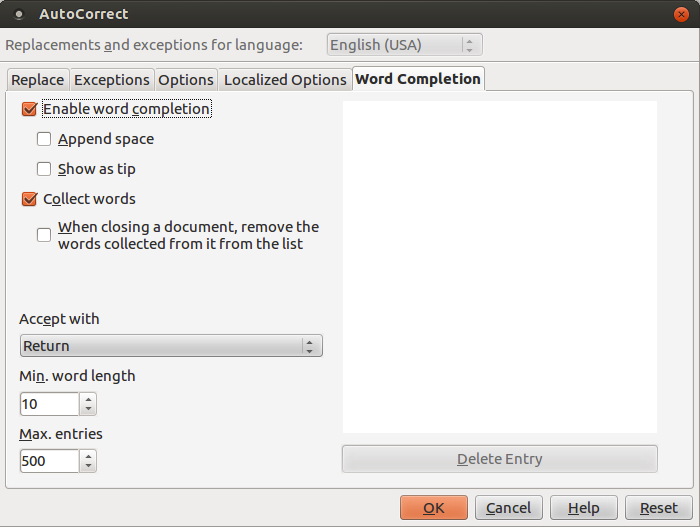 AutoCorrect
Replacements and exceptions for language: English (USA)
Replace Exceptions Options Localized Options Word Completion
Enable word completion
Append space
Show as tip
Collect words
When closing a document, remove the
words collected from it from the list
Accept with
Return
Min. word length
10
Max. entries
500
Delete Entry
OK Cancel Help Reset